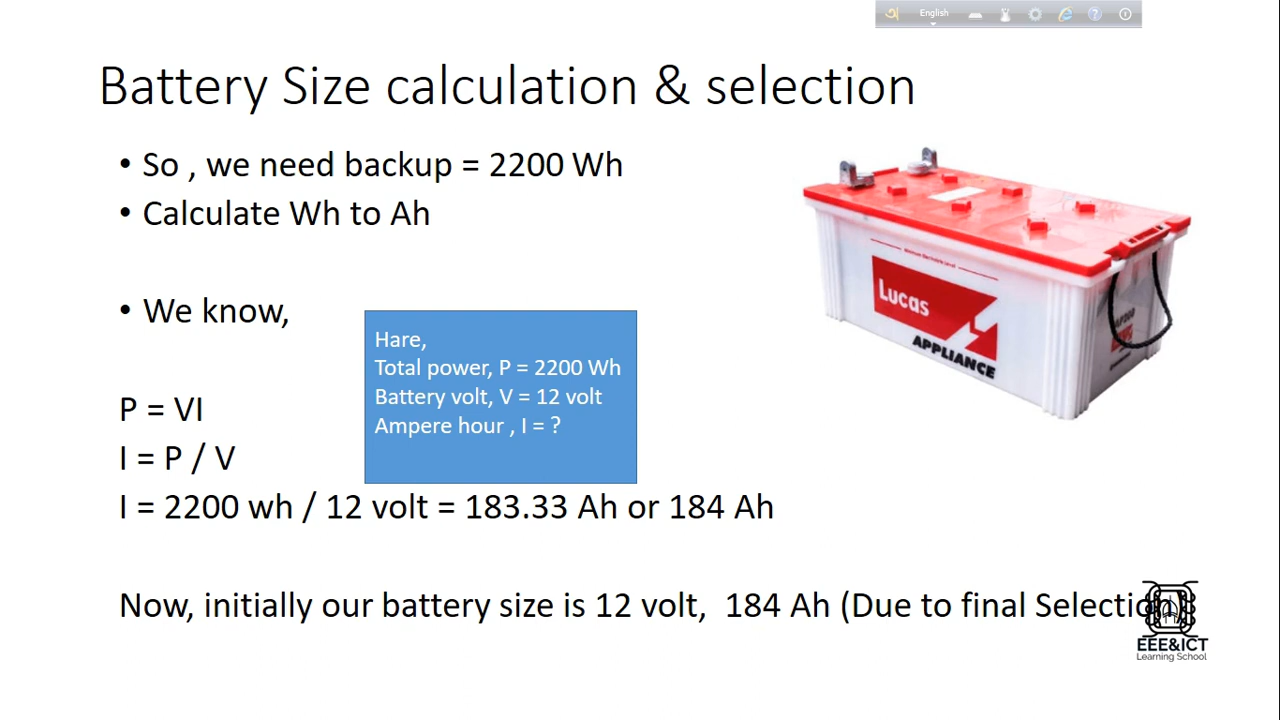 অ English
Battery Size calculation & selection
• So , we need backup = 2200 Wh
• Calculate Wh to Ah
• We know,
Hare,
Total power, P = 2200 Wh
Battery volt, V = 12 volt
Ampere hour , I = ?
P = VI
I = P / V
I = 2200 wh / 12 volt = 183.33 Ah or 184 Ah
Now, initially our battery size is 12 volt,  184 Ah (Due to final Selection)
Lucas
APPLIANCE
EEE&ICT
Learning School